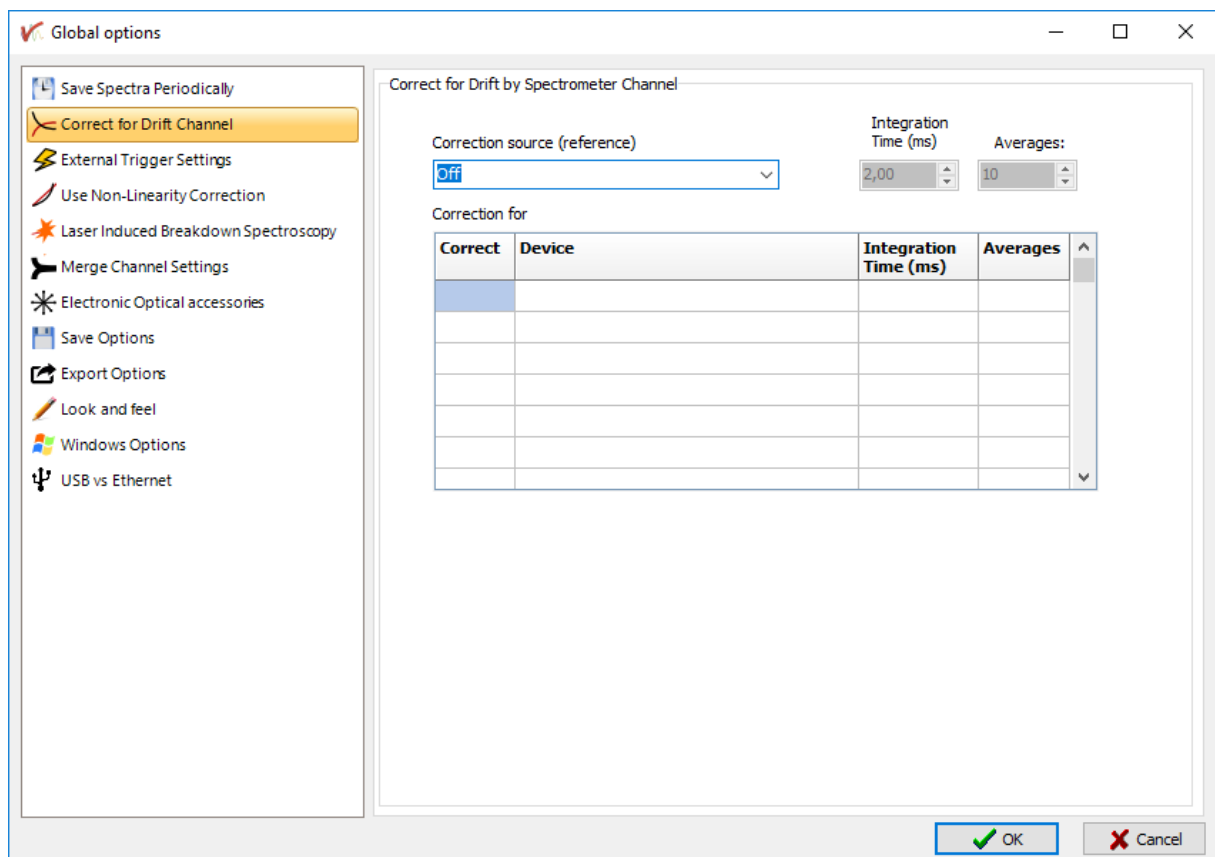 Global options
Save Spectra Periodically
Correct for Drift Channel
External Trigger Settings
Use Non-Linearity Correction
Laser Induced Breakdown Spectroscopy
Merge Channel Settings
Electronic Optical accessories
Save Options
Export Options
Look and feel
Windows Options
USB vs Ethernet
Correct for Drift by Spectrometer Channel
Correction source (reference)
Integration
Time (ms)
Averages:
Off
2,00
10
Correction for
Correct
Device
Integration
Time (ms)
Averages
OK
Cancel